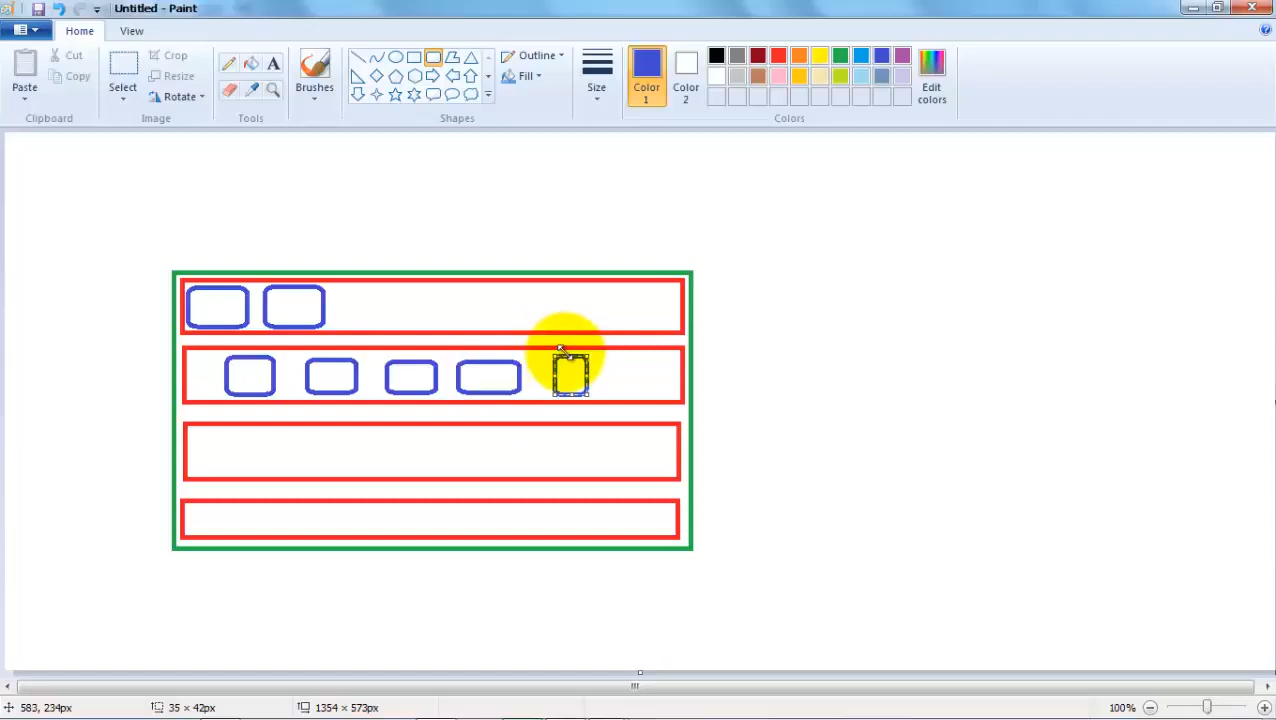 Untitled - Paint
Home View
Paste
Cut
Copy
Clipboard
Select
Crop
Resize
Rotate
Image
A
Tools
Brushes
Outline
Fill
Shapes
Size
Color 1
Color 2
Edit colors
Colors
583, 234px 35 × 42px 1354 × 573px 100%